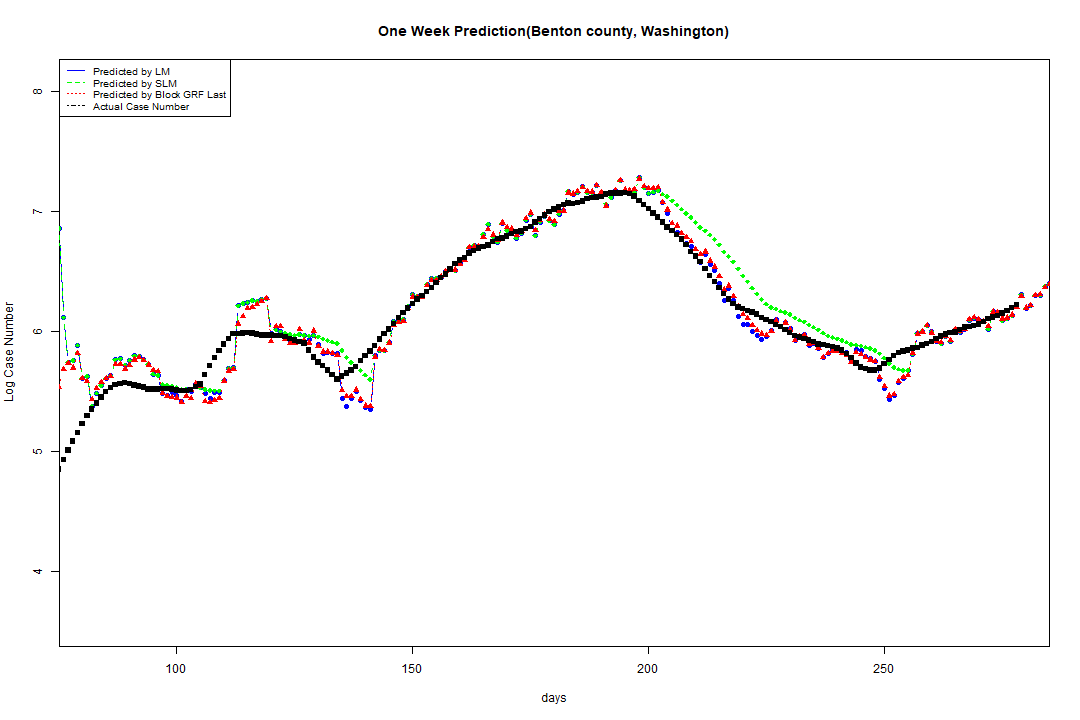 One Week Prediction(Benton county, Washington)
Predicted by LM
Predicted by SLM
Predicted by Block GRF Last
Actual Case Number
8
7
6
5
4
Log Case Number
100 150 200 250
days